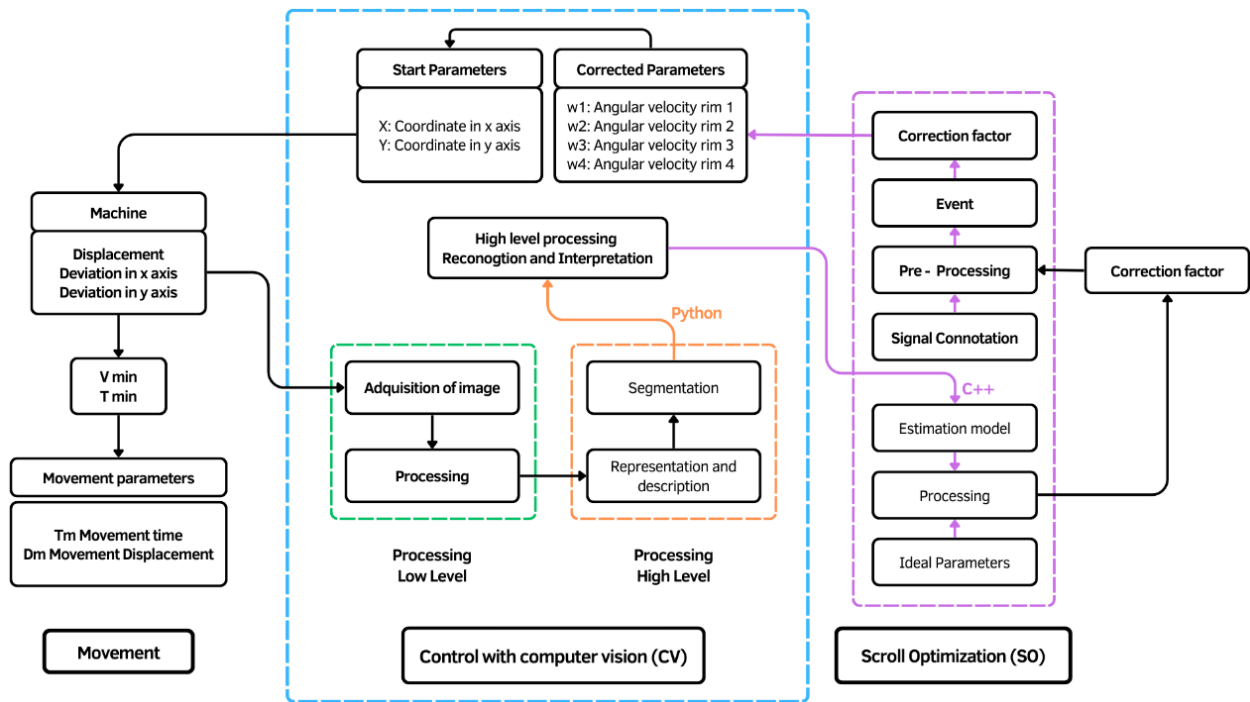 Start Parameters
X: Coordinate in x axis
Y: Coordinate in y axis
Corrected Parameters
w1: Angular velocity rim 1
w2: Angular velocity rim 2
w3: Angular velocity rim 3
w4: Angular velocity rim 4
Machine
Displacement
Deviation in x axis
Deviation in y axis
V min
T min
Movement parameters
Tm Movement time
Dm Movement Displacement
Movement
High level processing
Reconogtion and Interpretation
Python
Adquisition of image
Processing
Segmentation
Representation and
description
Processing
Low Level
Processing
High Level
Control with computer vision (CV)
Correction factor
Event
Pre - Processing
Signal Connotation
Correction factor
C++
Estimation model
Processing
Ideal Parameters
Scroll Optimization (SO)